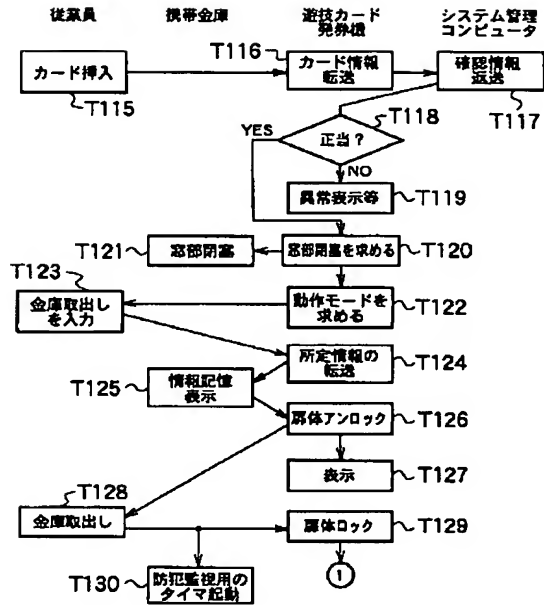 従業員 携帯金庫 遊技カード発券機 システム管理コンピュータ
T116
カード挿入
カード情報
転送
確認情報
返送
T115
T117
T118
YES
正当?
NO
異常表示等
T119
T121
窓部閉塞
窓部閉塞を求める
T120
T123
金庫取出し
を入力
動作モードを
求める
T122
所定情報の
転送
T124
T125
情報記憶
表示
扉体アンロック
T126
表示
T127
T128
金庫取出し
扉体ロック
T129
T130
防犯監視用の
タイマ起動
1